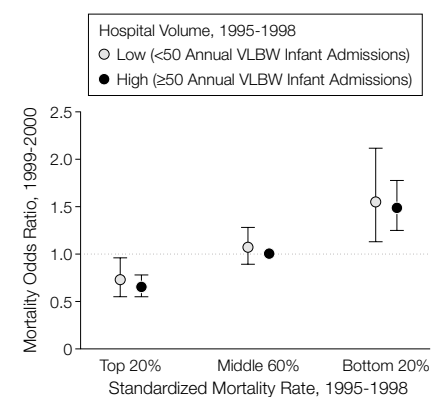 Hospital Volume, 1995-1998
Low (<50 Annual VLBW Infant Admissions)
High (≥50 Annual VLBW Infant Admissions)
Mortality Odds Ratio, 1999-2000
2.5
2.0
1.5
1.0
0.5
0
Top 20% Middle 60% Bottom 20%
Standardized Mortality Rate, 1995-1998